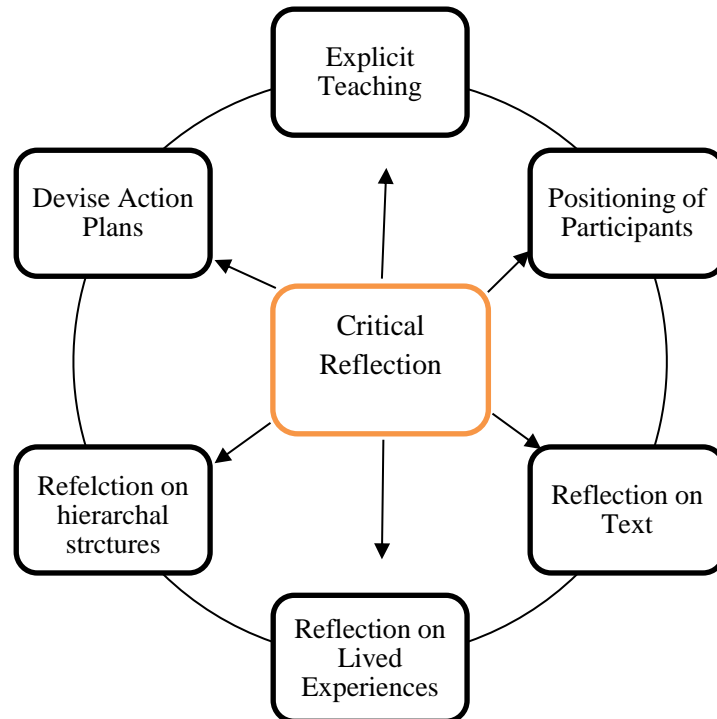 Explicit
Teaching
Devise Action
Plans
Positioning of
Participants
Critical
Reflection
Refelction on
hierarchal
strctures
Reflection on
Text
Reflection on
Lived
Experiences